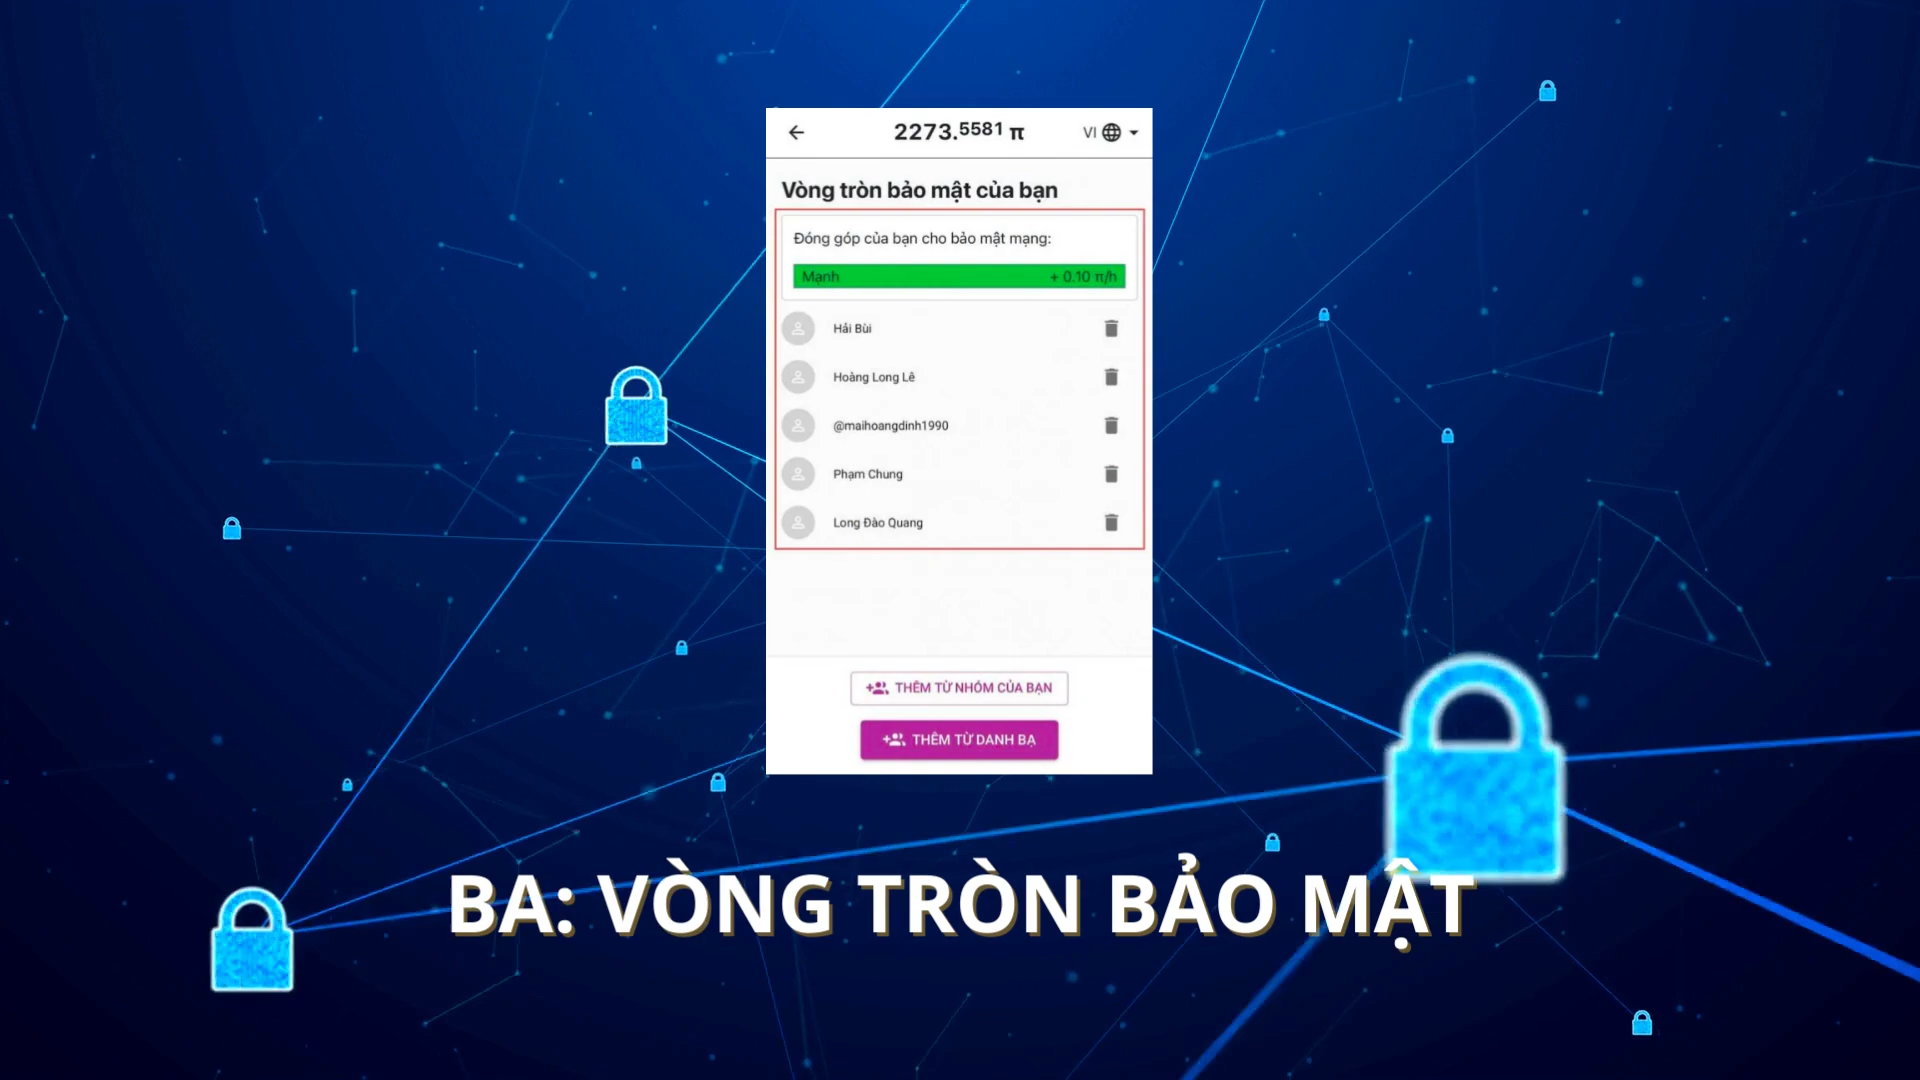 2273.5581 π VI
Vòng tròn bảo mật của bạn
Đóng góp của bạn cho bảo mật mạng:
Mạnh + 0.10 π/h
Hải Bùi
Hoàng Long Lê
@maihoangdinh1990
Phạm Chung
Long Đào Quang
THÊM TỪ NHÓM CỦA BẠN
THÊM TỪ DANH BẠ
BA: VÒNG TRÒN BẢO MẬT